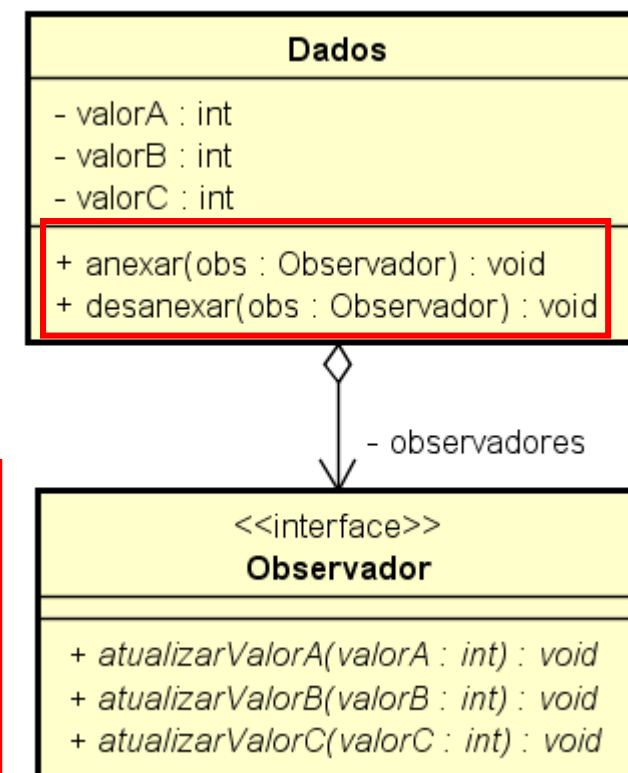 Dados
- valorA : int
- valorB : int
- valorC : int
+ anexar(obs : Observador) : void
+ desanexar(obs : Observador) : void
- observadores
<<interface>>
Observador
+ atualizarValorA(valorA : int) : void
+ atualizarValorB(valorB : int) : void
+ atualizarValorC(valorC : int) : void